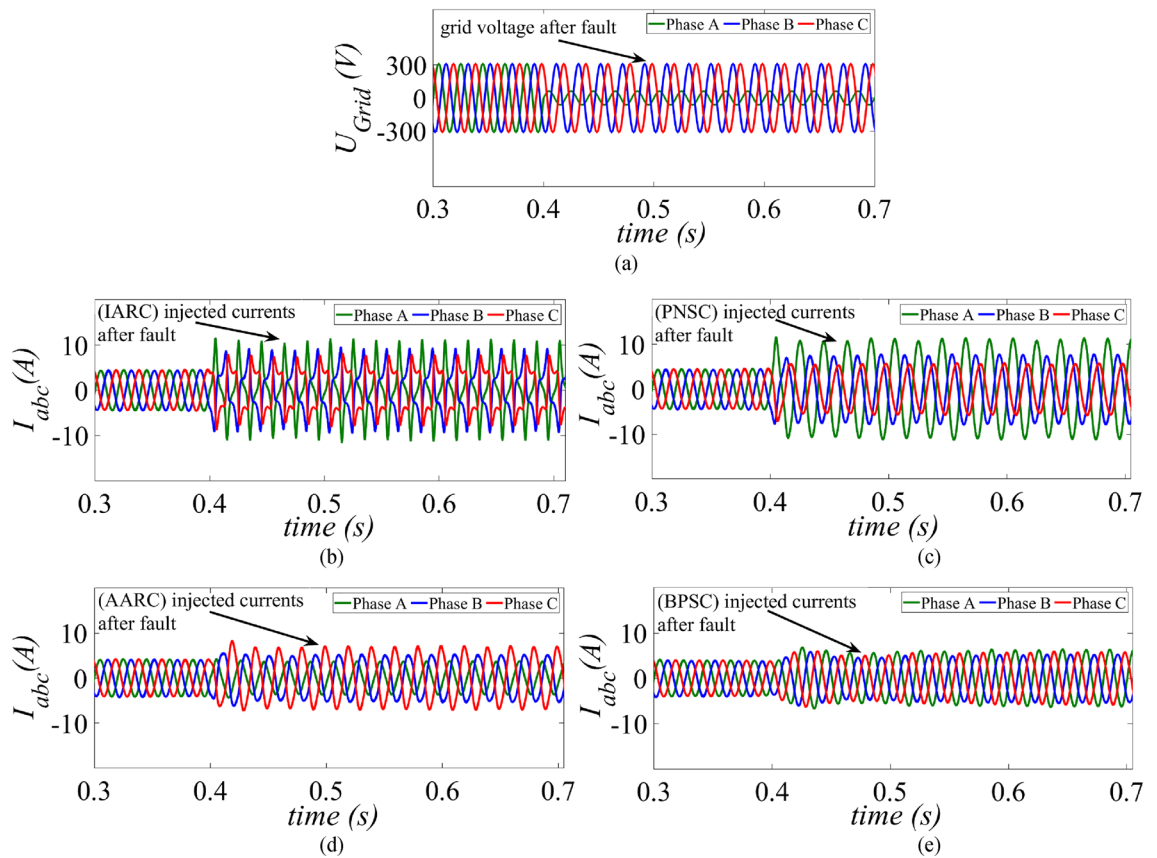 grid voltage after fault
Phase A Phase B Phase C
U_Grid (V)
300
0
-300
0.3 0.4 0.5 0.6 0.7
time (s)
(a)
(IARC) injected currents
after fault
Phase A Phase B Phase C
I_abc(A)
10
0
-10
0.3 0.4 0.5 0.6 0.7
time (s)
(b)
(PNSC) injected currents
after fault
Phase A Phase B Phase C
I_abc(A)
10
0
-10
0.3 0.4 0.5 0.6 0.7
time (s)
(c)
(AARC) injected currents
after fault
Phase A Phase B Phase C
I_abc(A)
10
0
-10
0.3 0.4 0.5 0.6 0.7
time (s)
(d)
(BPSC) injected currents
after fault
Phase A Phase B Phase C
I_abc(A)
10
0
-10
0.3 0.4 0.5 0.6 0.7
time (s)
(e)